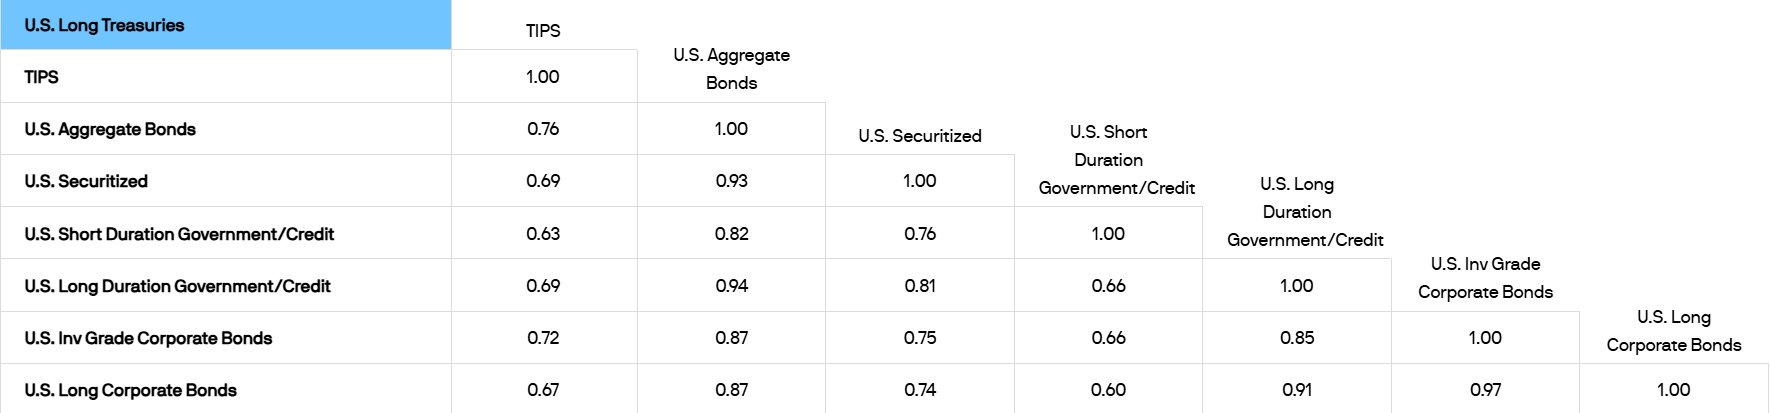 U.S. Long Treasuries
TIPS
U.S. Aggregate
Bonds
TIPS 1.00
U.S. Aggregate Bonds 0.76 1.00
U.S. Securitized
U.S. Short
Duration
Government/Credit
U.S. Securitized 0.69 0.93 1.00
U.S. Long
Duration
Government/Credit
U.S. Short Duration Government/Credit 0.63 0.82 0.76 1.00
U.S. Inv Grade
Corporate Bonds
U.S. Long Duration Government/Credit 0.69 0.94 0.81 0.66 1.00
U.S. Long
Corporate Bonds
U.S. Inv Grade Corporate Bonds 0.72 0.87 0.75 0.66 0.85 1.00
U.S. Long Corporate Bonds 0.67 0.87 0.74 0.60 0.91 0.97 1.00